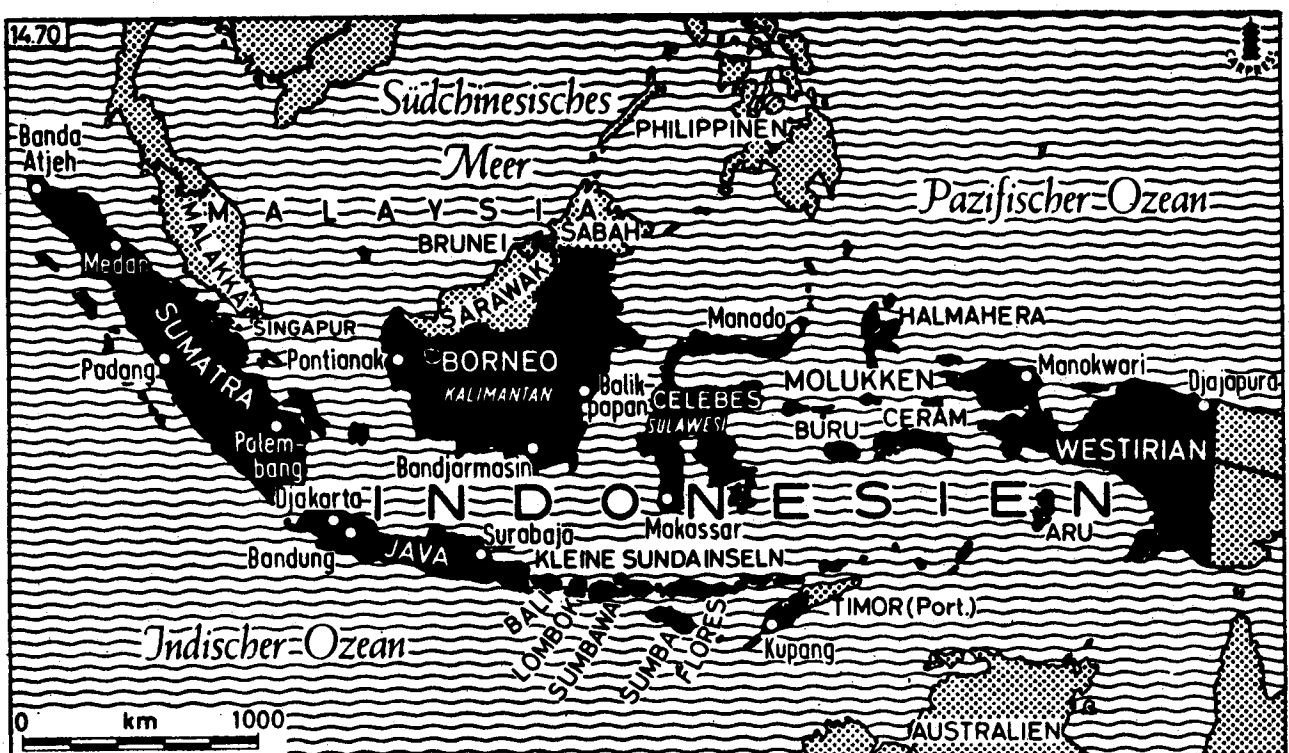 14.70
CARPRESS
Südchinesisches
Meer
PHILIPPINEN
Banda
Atjeh
Pazifischer Ozean
MALAYSIA
MALAKKA
BRUNEI
SABAH
SARAWAK
Medan
SINGAPUR
SUMATRA
Padang
Pontianak
BORNEO
KALIMANTAN
Manado
HALMAHERA
MOLUKKEN
Manokwari
Djajapura
Balik-
papan
CELEBES
SULAWESI
BURU
CERAM
WESTIRIAN
Palem-
bang
Bandjarmasin
INDONESIEN
Djakarta
Makassar
ARU
Surabaja
Bandung
JAVA
KLEINE SUNDAINSELN
BALI
LOMBOK
SUMBAWA
SUMBA
FLORES
TIMOR (Port.)
Kupang
Indischer Ozean
0 km 1000
AUSTRALIEN